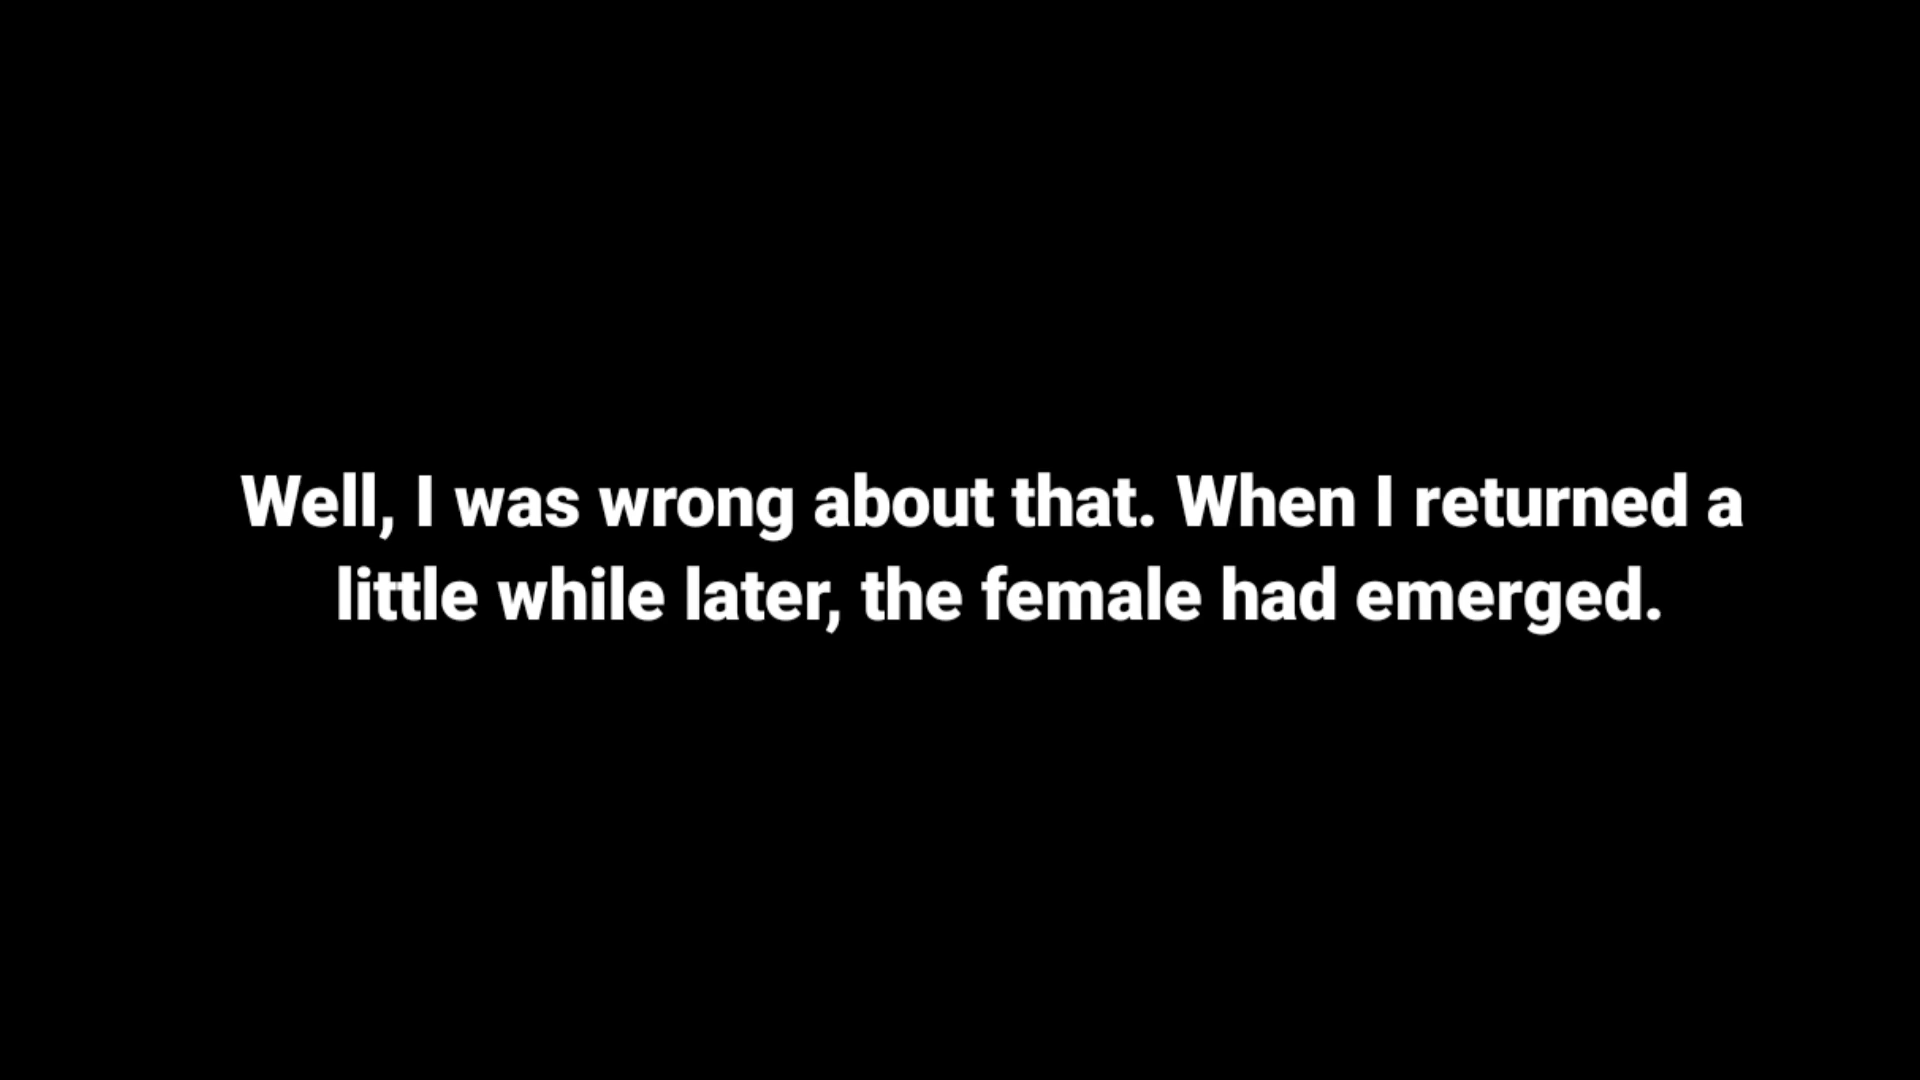 Well, I was wrong about that. When I returned a
little while later, the female had emerged.